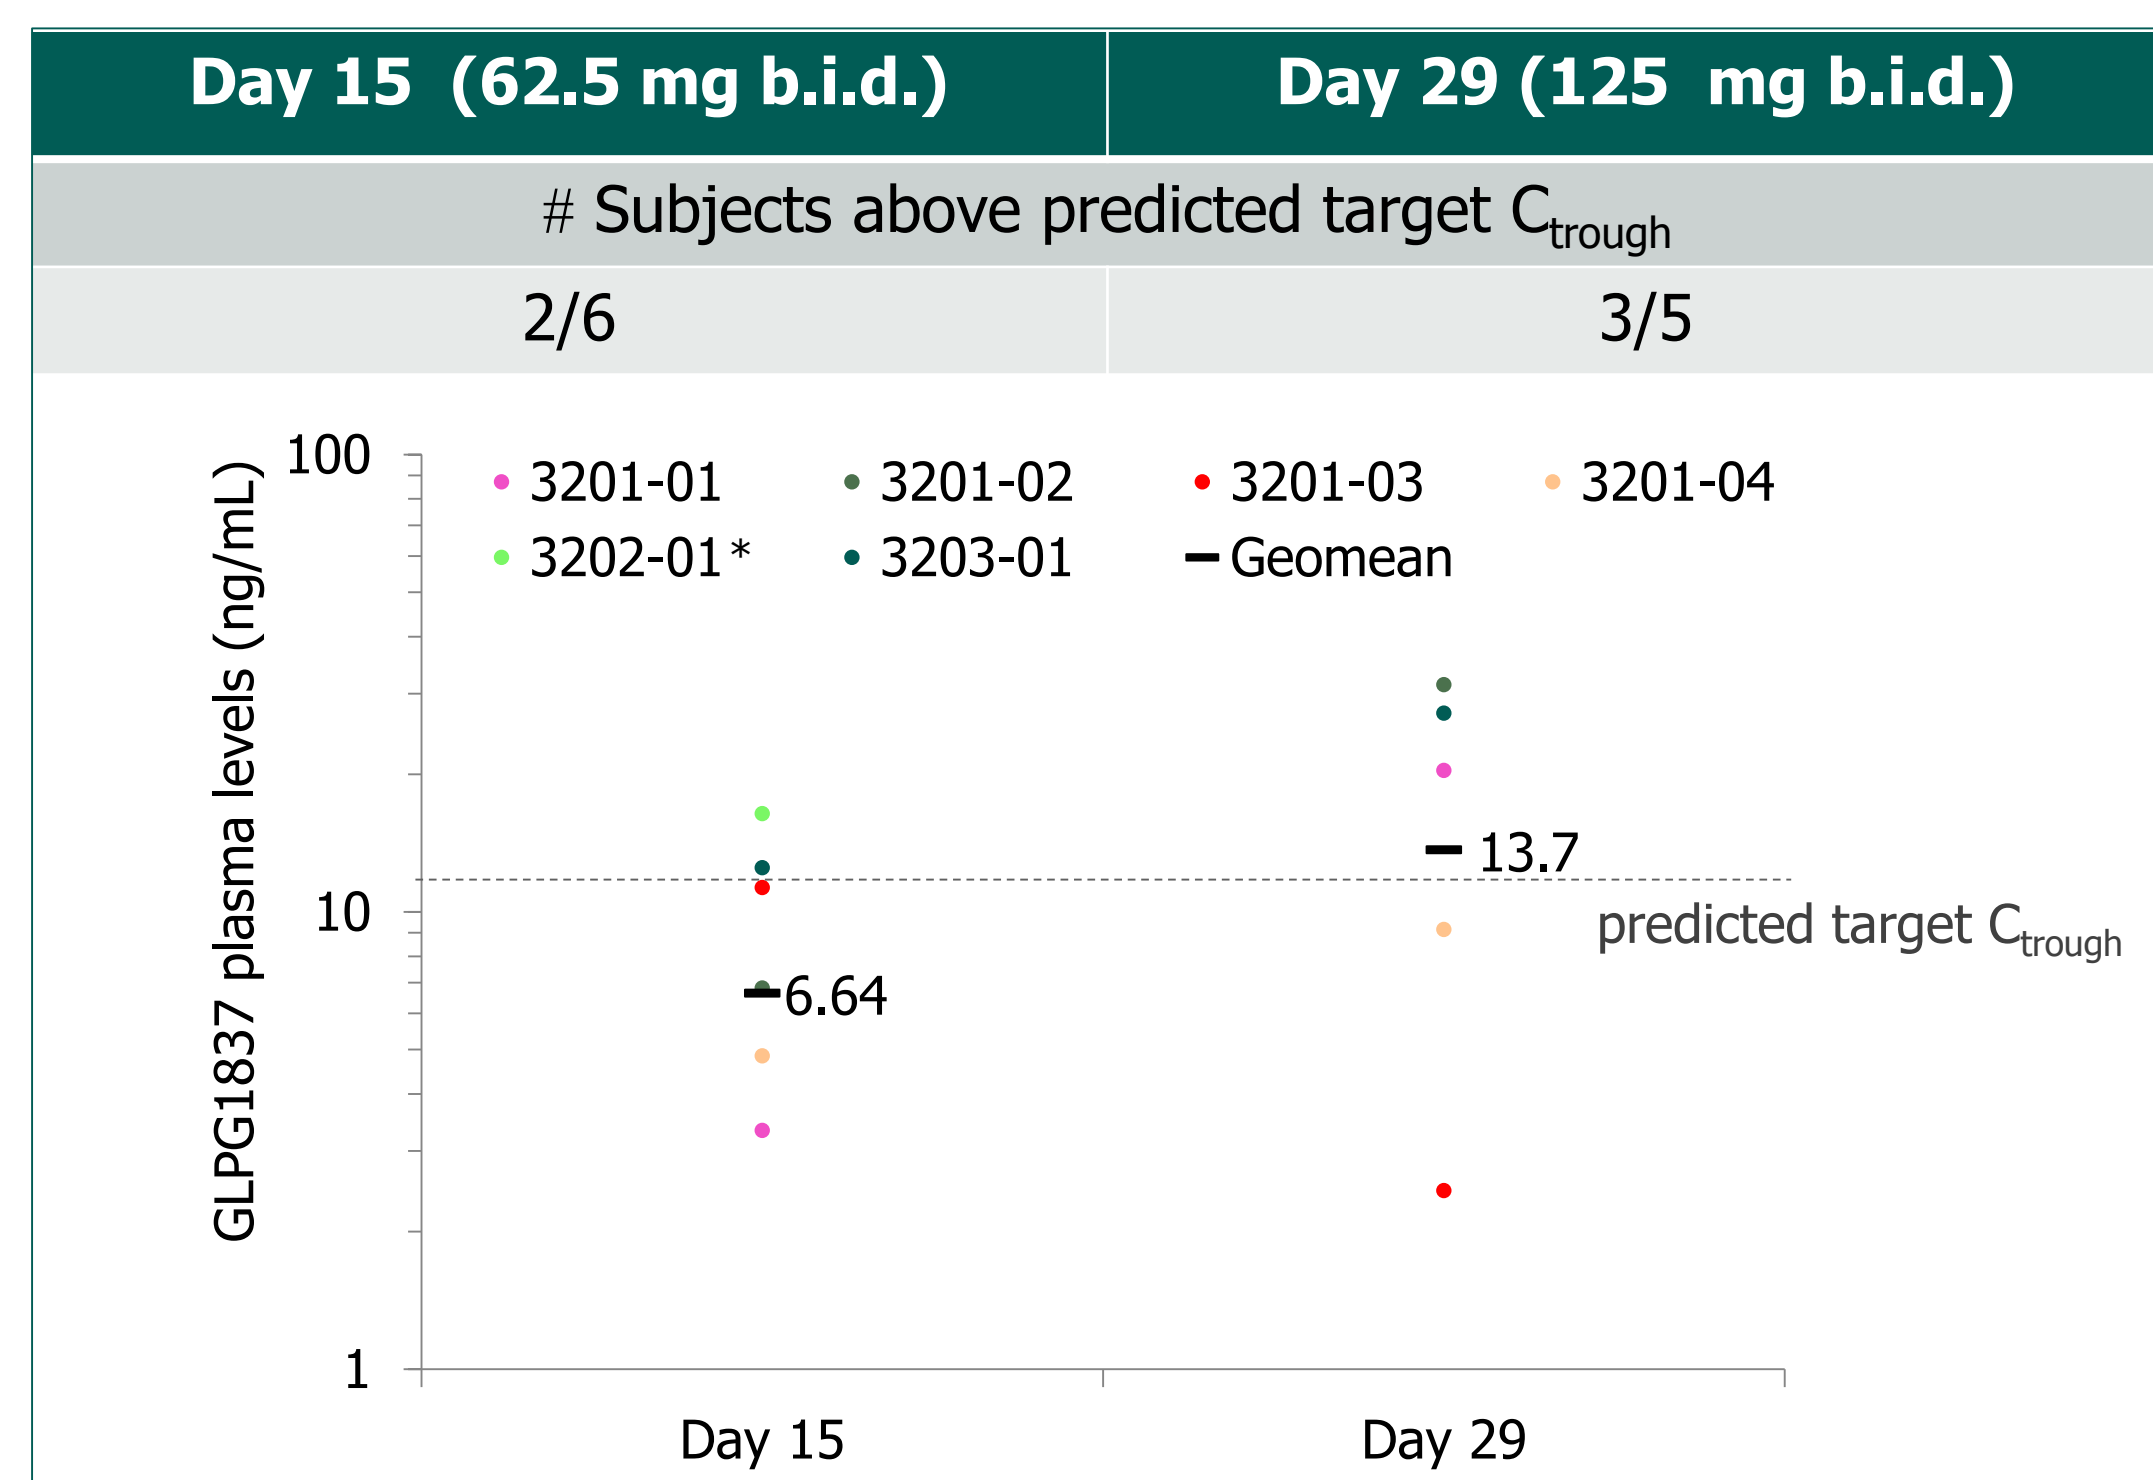 Day 15 (62.5 mg b.i.d.) Day 29 (125 mg b.i.d.)
# Subjects above predicted target Ctrough
2/6 3/5
GLPG1837 plasma levels (ng/mL)
100
3201-01 3201-02 3201-03 3201-04
3202-01* 3203-01 Geomean
13.7
10
predicted target Ctrough
6.64
1
Day 15 Day 29